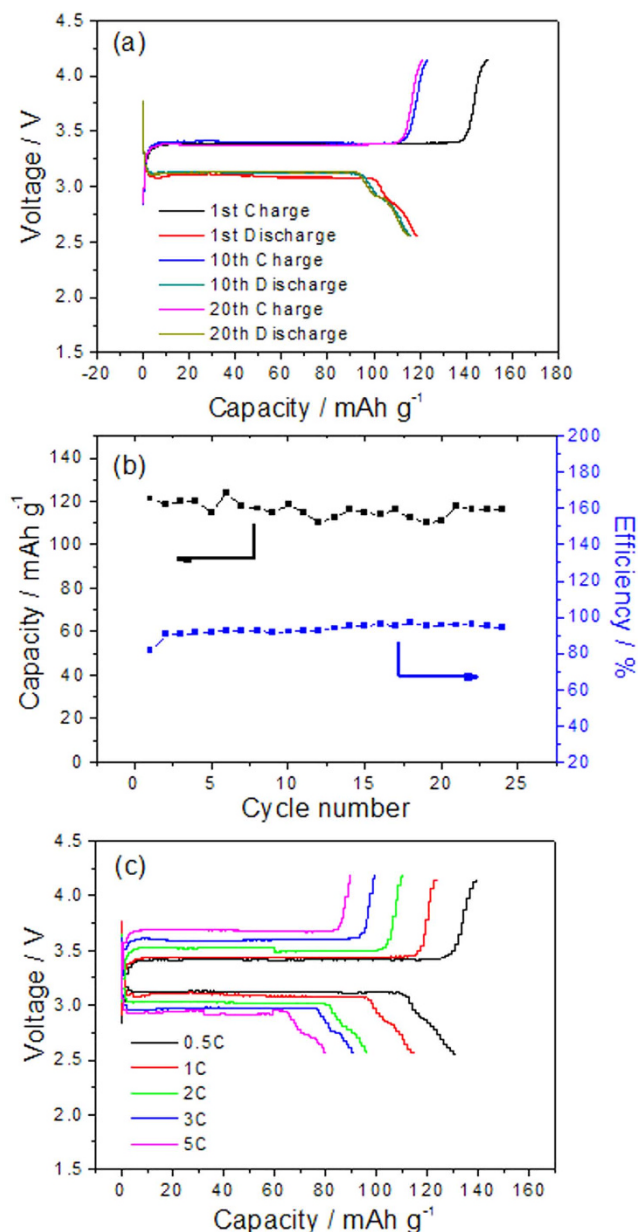 (a)
4.5
4.0
3.5
3.0
2.5
2.0
1.5
Voltage / V
1st Charge
1st Discharge
10th Charge
10th Discharge
20th Charge
20th Discharge
-20 0 20 40 60 80 100 120 140 160 180
Capacity / mAh g-1
(b)
140
120
100
80
60
40
20
0
Capacity / mAh g-1
200
180
160
140
120
100
80
60
40
20
Efficiency / %
0 5 10 15 20 25
Cycle number
(c)
4.5
4.0
3.5
3.0
2.5
2.0
1.5
Voltage / V
0.5C
1C
2C
3C
5C
0 20 40 60 80 100 120 140 160
Capacity / mAh g-1